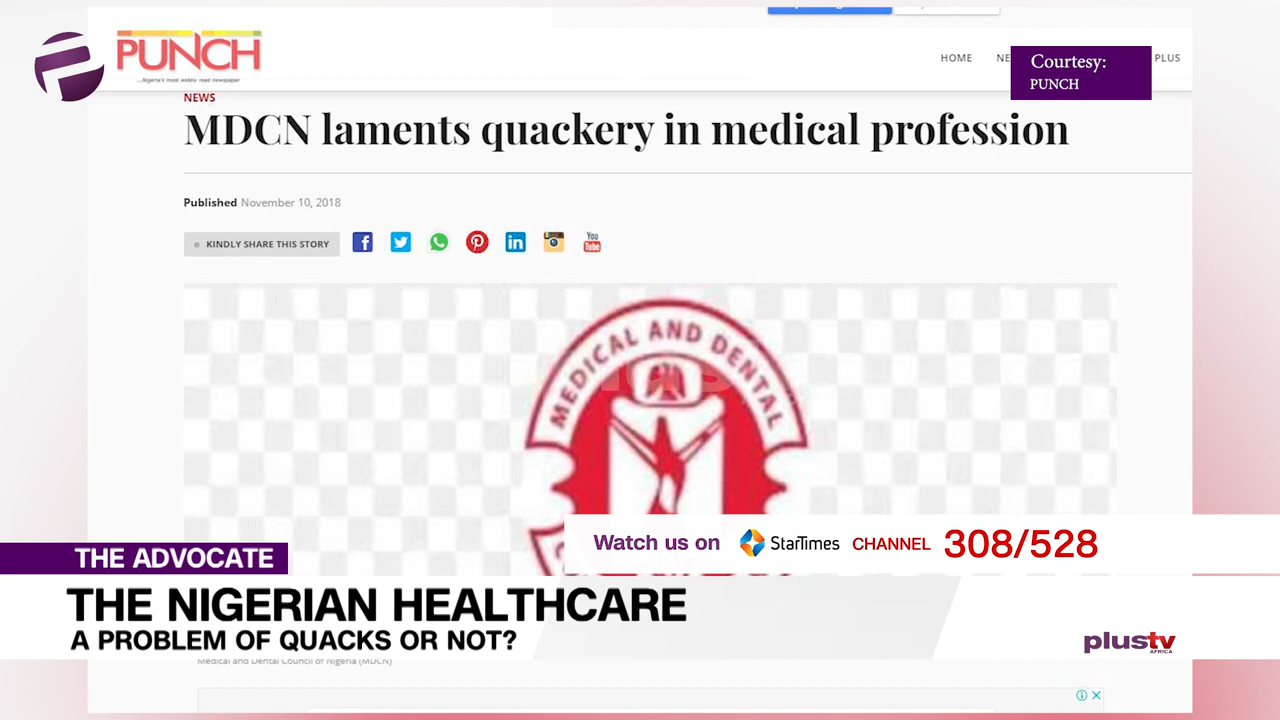 PUNCH
...Nigeria's most widely read newspaper
HOME
NE
PLUS
Courtesy:
PUNCH
NEWS
MDCN laments quackery in medical profession
Published November 10, 2018
KINDLY SHARE THIS STORY
You
Tube
MEDICAL AND DENTAL
Watch us on StarTimes CHANNEL 308/528
THE ADVOCATE
THE NIGERIAN HEALTHCARE
A PROBLEM OF QUACKS OR NOT?
plustv
AFRICA
Medical and Dental Council of Nigeria (MDCN)